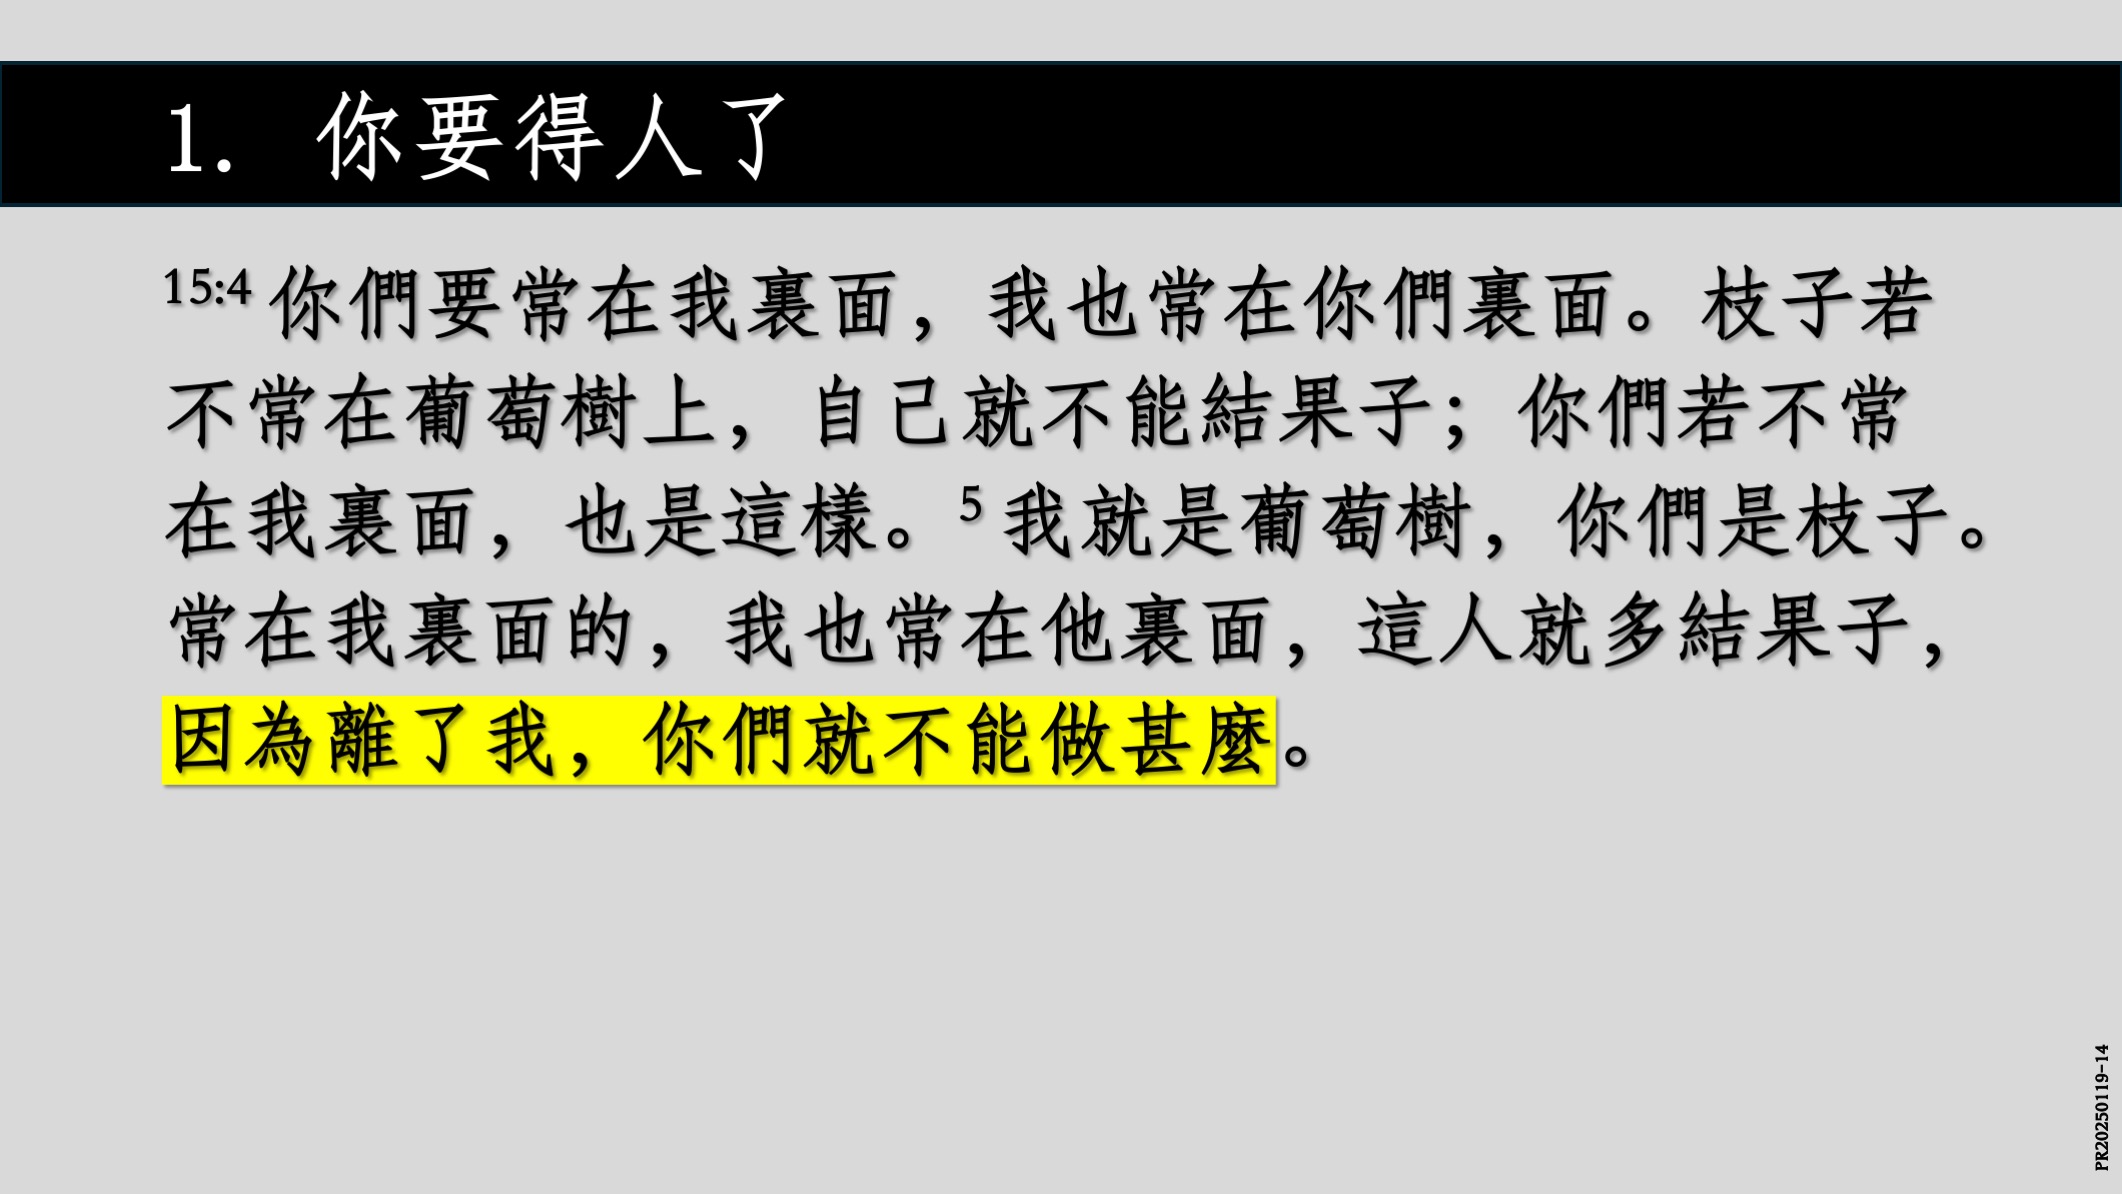 1. 你要得人了
15:4 你們要常在我裏面，我也常在你們裏面。枝子若
不常在葡萄樹上，自己就不能結果子；你們若不常
在我裏面，也是這樣。5 我就是葡萄樹，你們是枝子。
常在我裏面的，我也常在他裏面，這人就多結果子，
因為離了我，你們就不能做甚麼。
PR20250119-14